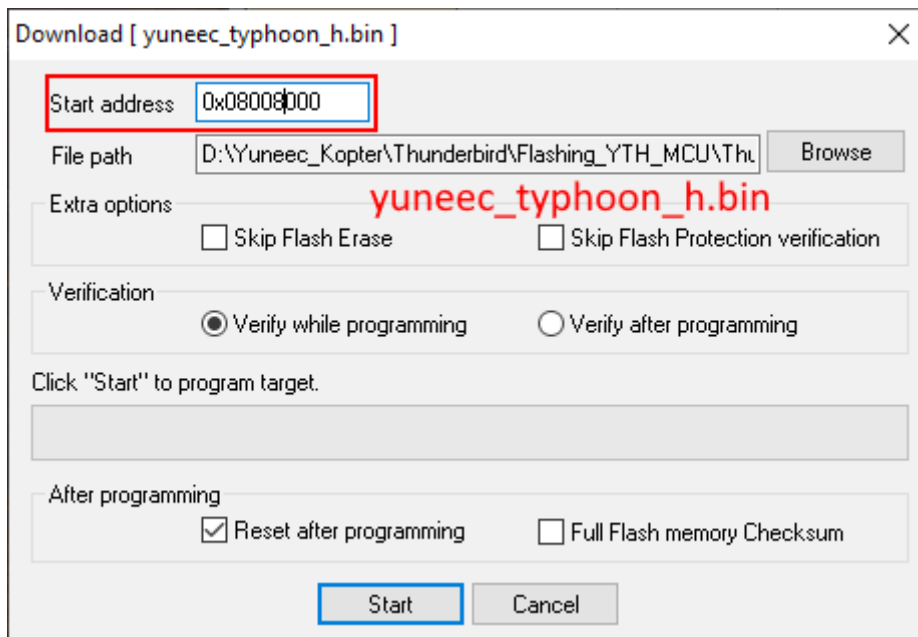 Download [ yuneec_typhoon_h.bin ]
Start address 0x08008000
File path D:\Yuneec_Kopter\Thunderbird\Flashing_YTH_MCU\Thu Browse
yuneec_typhoon_h.bin
Extra options
Skip Flash Erase Skip Flash Protection verification
Verification
Verify while programming Verify after programming
Click "Start" to program target.
After programming
Reset after programming Full Flash memory Checksum
Start Cancel